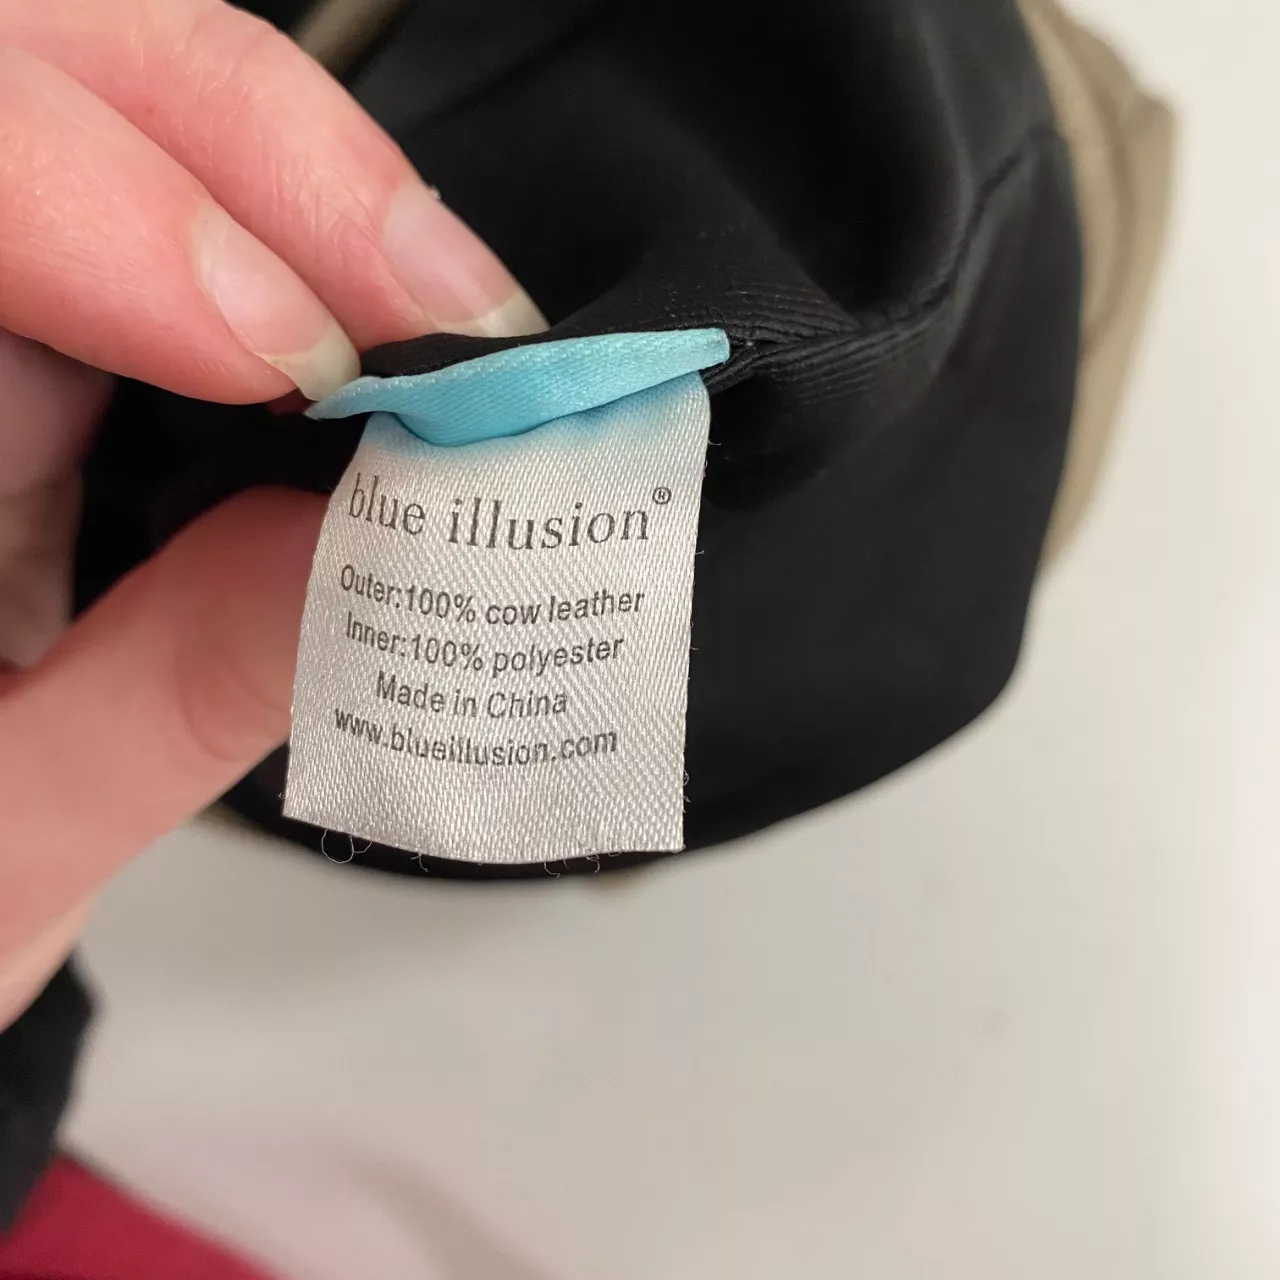 blue illusion®
Outer:100% cow leather
Inner:100% polyester
Made in China
www.blueillusion.com